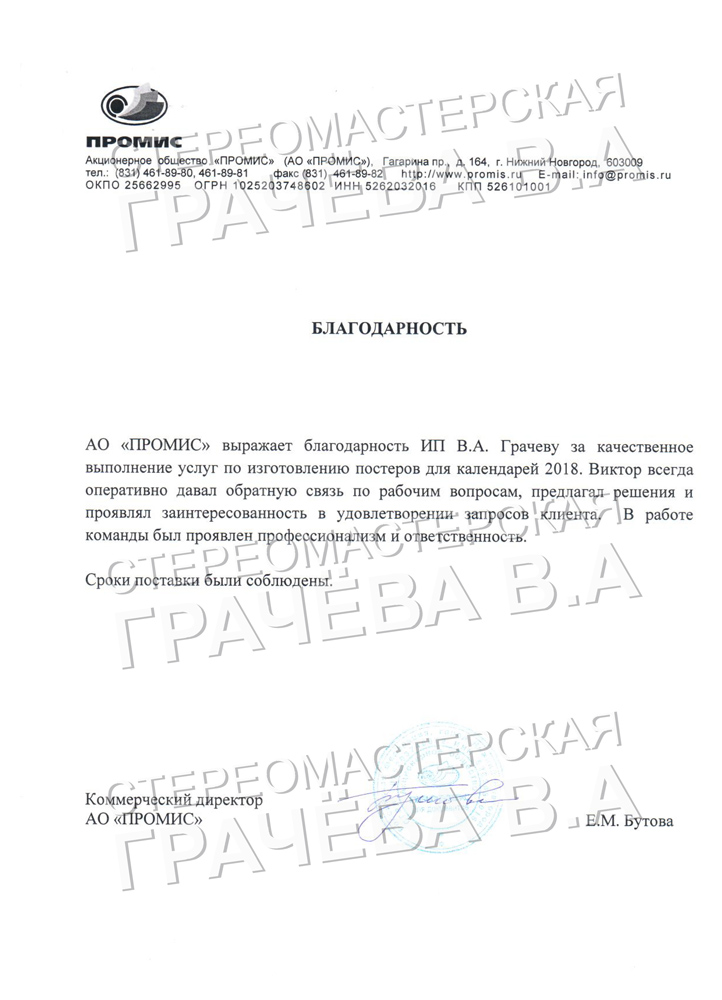 ПРОМИС
Акционерное общество «ПРОМИС» (АО «ПРОМИС»), Гагарина пр., д. 164, г. Нижний Новгород, 603009
тел.: (831) 461-89-80, 461-89-81 факс (831) 461-89-82 http://www.promis.ru E-mail: info@promis.ru
ОКПО 25662995 ОГРН 1025203748602 ИНН 5262032016 КПП 526101001
СТЕРЕОМАСТЕРСКАЯ
ГРАЧЁВА В.А
БЛАГОДАРНОСТЬ
АО «ПРОМИС» выражает благодарность ИП В.А. Грачеву за качественное
выполнение услуг по изготовлению постеров для календарей 2018. Виктор всегда
оперативно давал обратную связь по рабочим вопросам, предлагал решения и
проявлял заинтересованность в удовлетворении запросов клиента. В работе
команды был проявлен профессионализм и ответственность.
СТЕРЕОМАСТЕРСКАЯ
ГРАЧЁВА В.А
Сроки поставки были соблюдены.
СТЕРЕОМАСТЕРСКАЯ
ГРАЧЁВА В.А
Коммерческий директор
АО «ПРОМИС» Е.М. Бутова